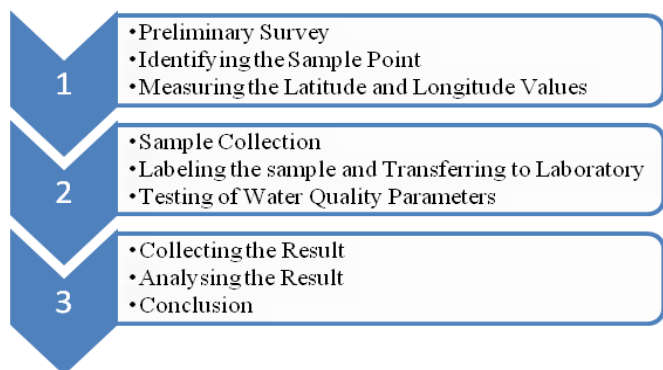 1
•Preliminary Survey
•Identifying the Sample Point
•Measuring the Latitude and Longitude Values
2
•Sample Collection
•Labeling the sample and Transferring to Laboratory
•Testing of Water Quality Parameters
3
•Collecting the Result
•Analysing the Result
•Conclusion